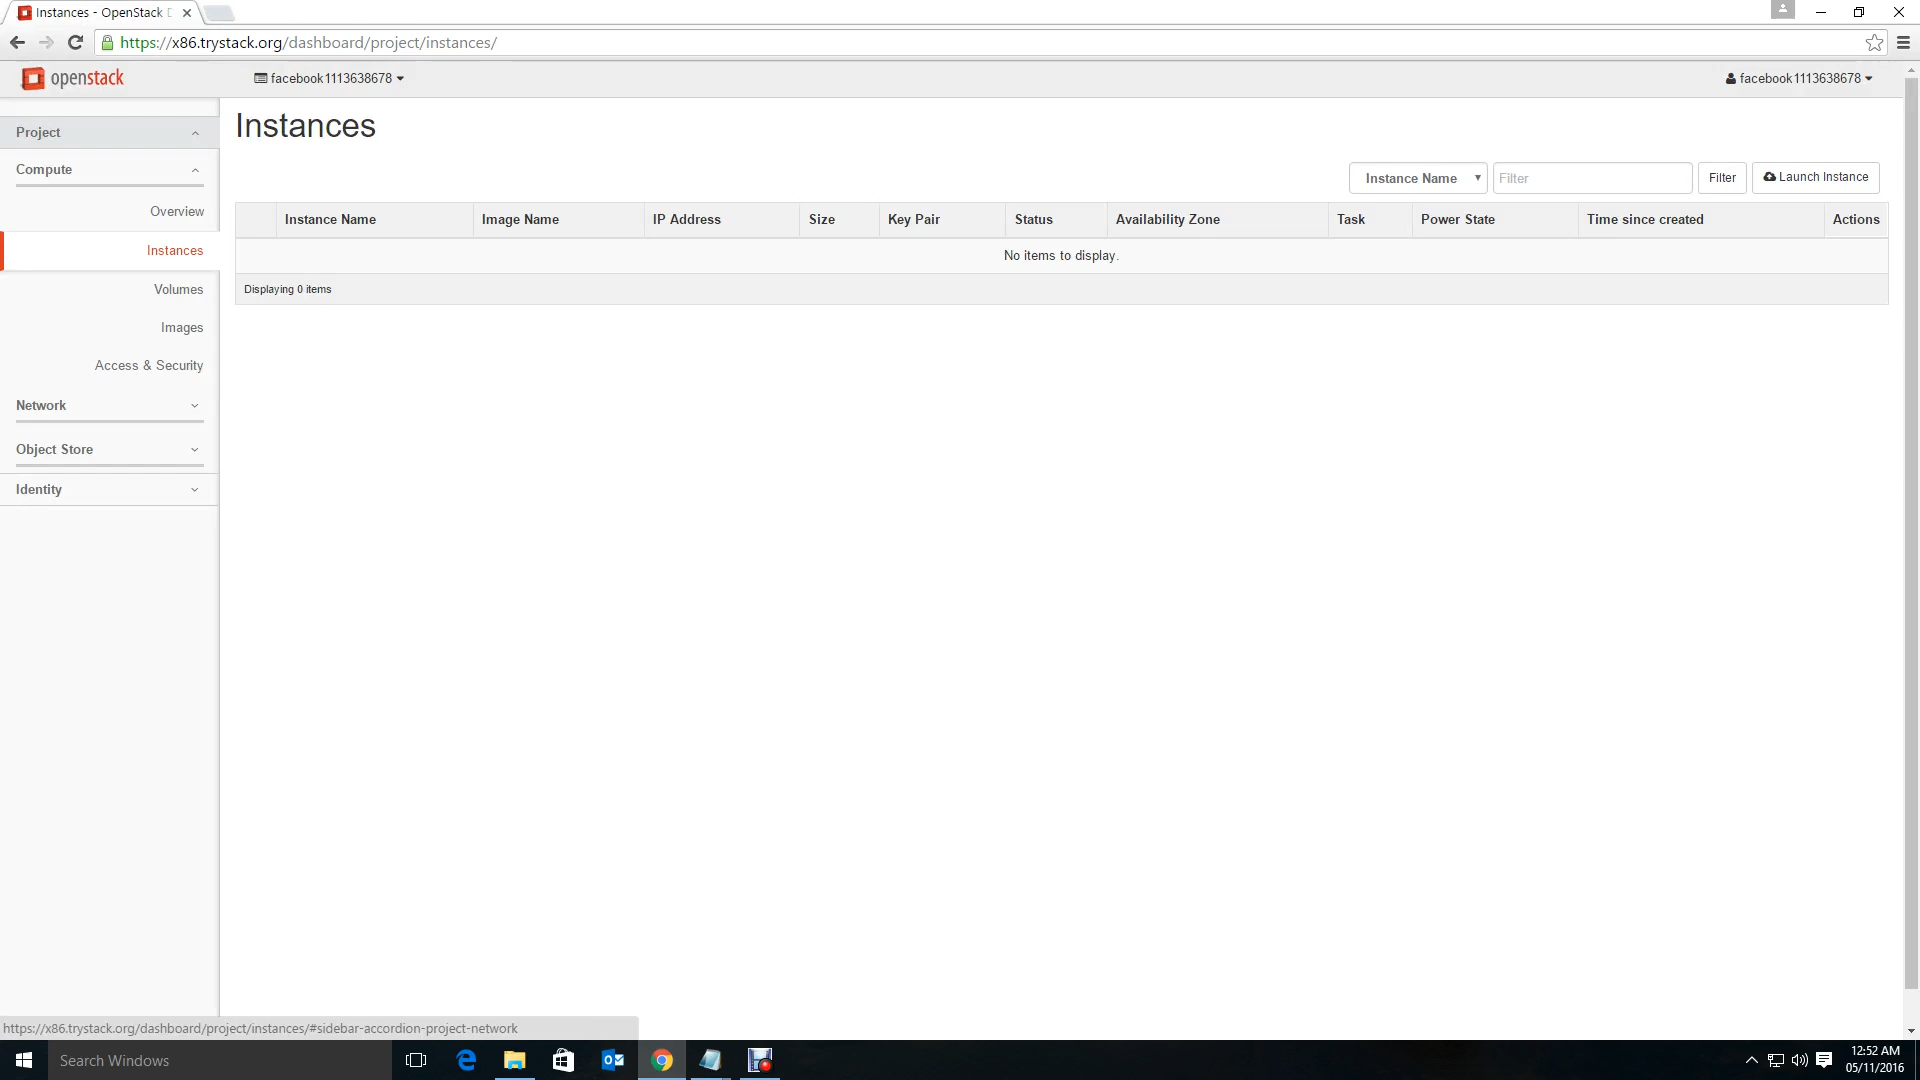 Instances - OpenStack D
https://x86.trystack.org/dashboard/project/instances/
openstack
facebook1113638678
facebook1113638678
Project
Compute
Overview
Instances
Volumes
Images
Access & Security
Network
Object Store
Identity
Instances
Instance Name
Filter
Filter
Launch Instance
Instance Name Image Name IP Address Size Key Pair Status Availability Zone Task Power State Time since created Actions
No items to display.
Displaying 0 items
https://x86.trystack.org/dashboard/project/instances/#sidebar-accordion-project-network
Search Windows
12:52 AM
05/11/2016